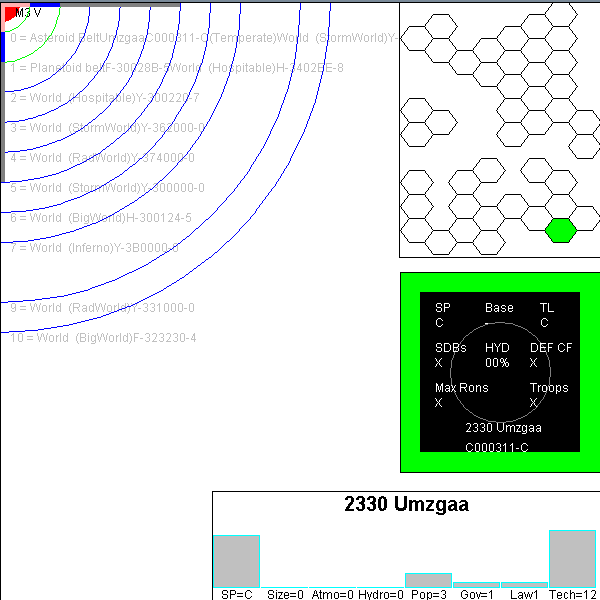 M3 V
0 = Asteroid BeltUmzgaaC000311-C(Temperate)World (StormWorld)Y-
1 = Planetoid beltF-30028B-5World (Hospitable)H-3402EE-8
2 = World (Hospitable)Y-300220-7
3 = World (StormWorld)Y-362000-0
4 = World (RadWorld)Y-374000-0
5 = World (StormWorld)Y-300000-0
6 = World (BigWorld)H-300124-5
7 = World (Inferno)Y-3B0000-0
9 = World (RadWorld)Y-331000-0
10 = World (BigWorld)F-323230-4
SP Base TL
C - C
SDBs HYD DEF CF
X 00% X
Max Rons Troops
X X
2330 Umzgaa
C000311-C
2330 Umzgaa
SP=C Size=0 Atmo=0 Hydro=0 Pop=3 Gov=1 Law1 Tech=12